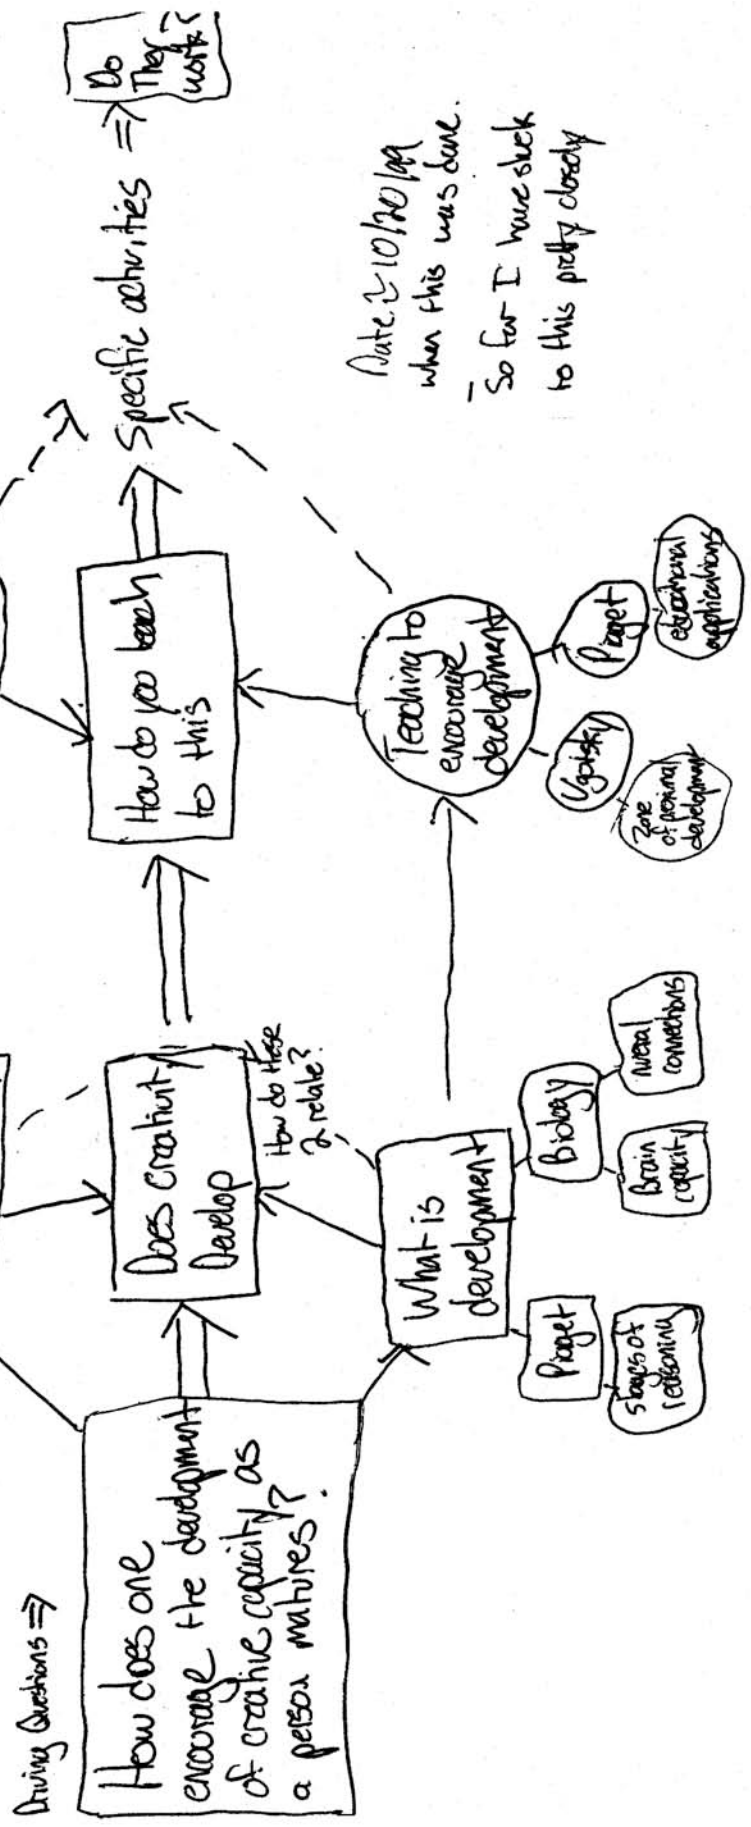 Driving Questions ⇒
How does one
encourage the development
of creative capacity as
a person matures?
Does creativity
Develop
How do you teach
to this
Specific activities ⇒
Do
They
work?
How do these
2 relate?
What is
development
Piaget
stages of
reasoning
Biology
Brain
capacity
nueral
connections
Teaching to
encourage
development
Vgotsky
Zone
of proximal
development
Piaget
educational
applications
Date ~ 10/20/99
when this was done.
- So far I have stuck
to this pretty closely